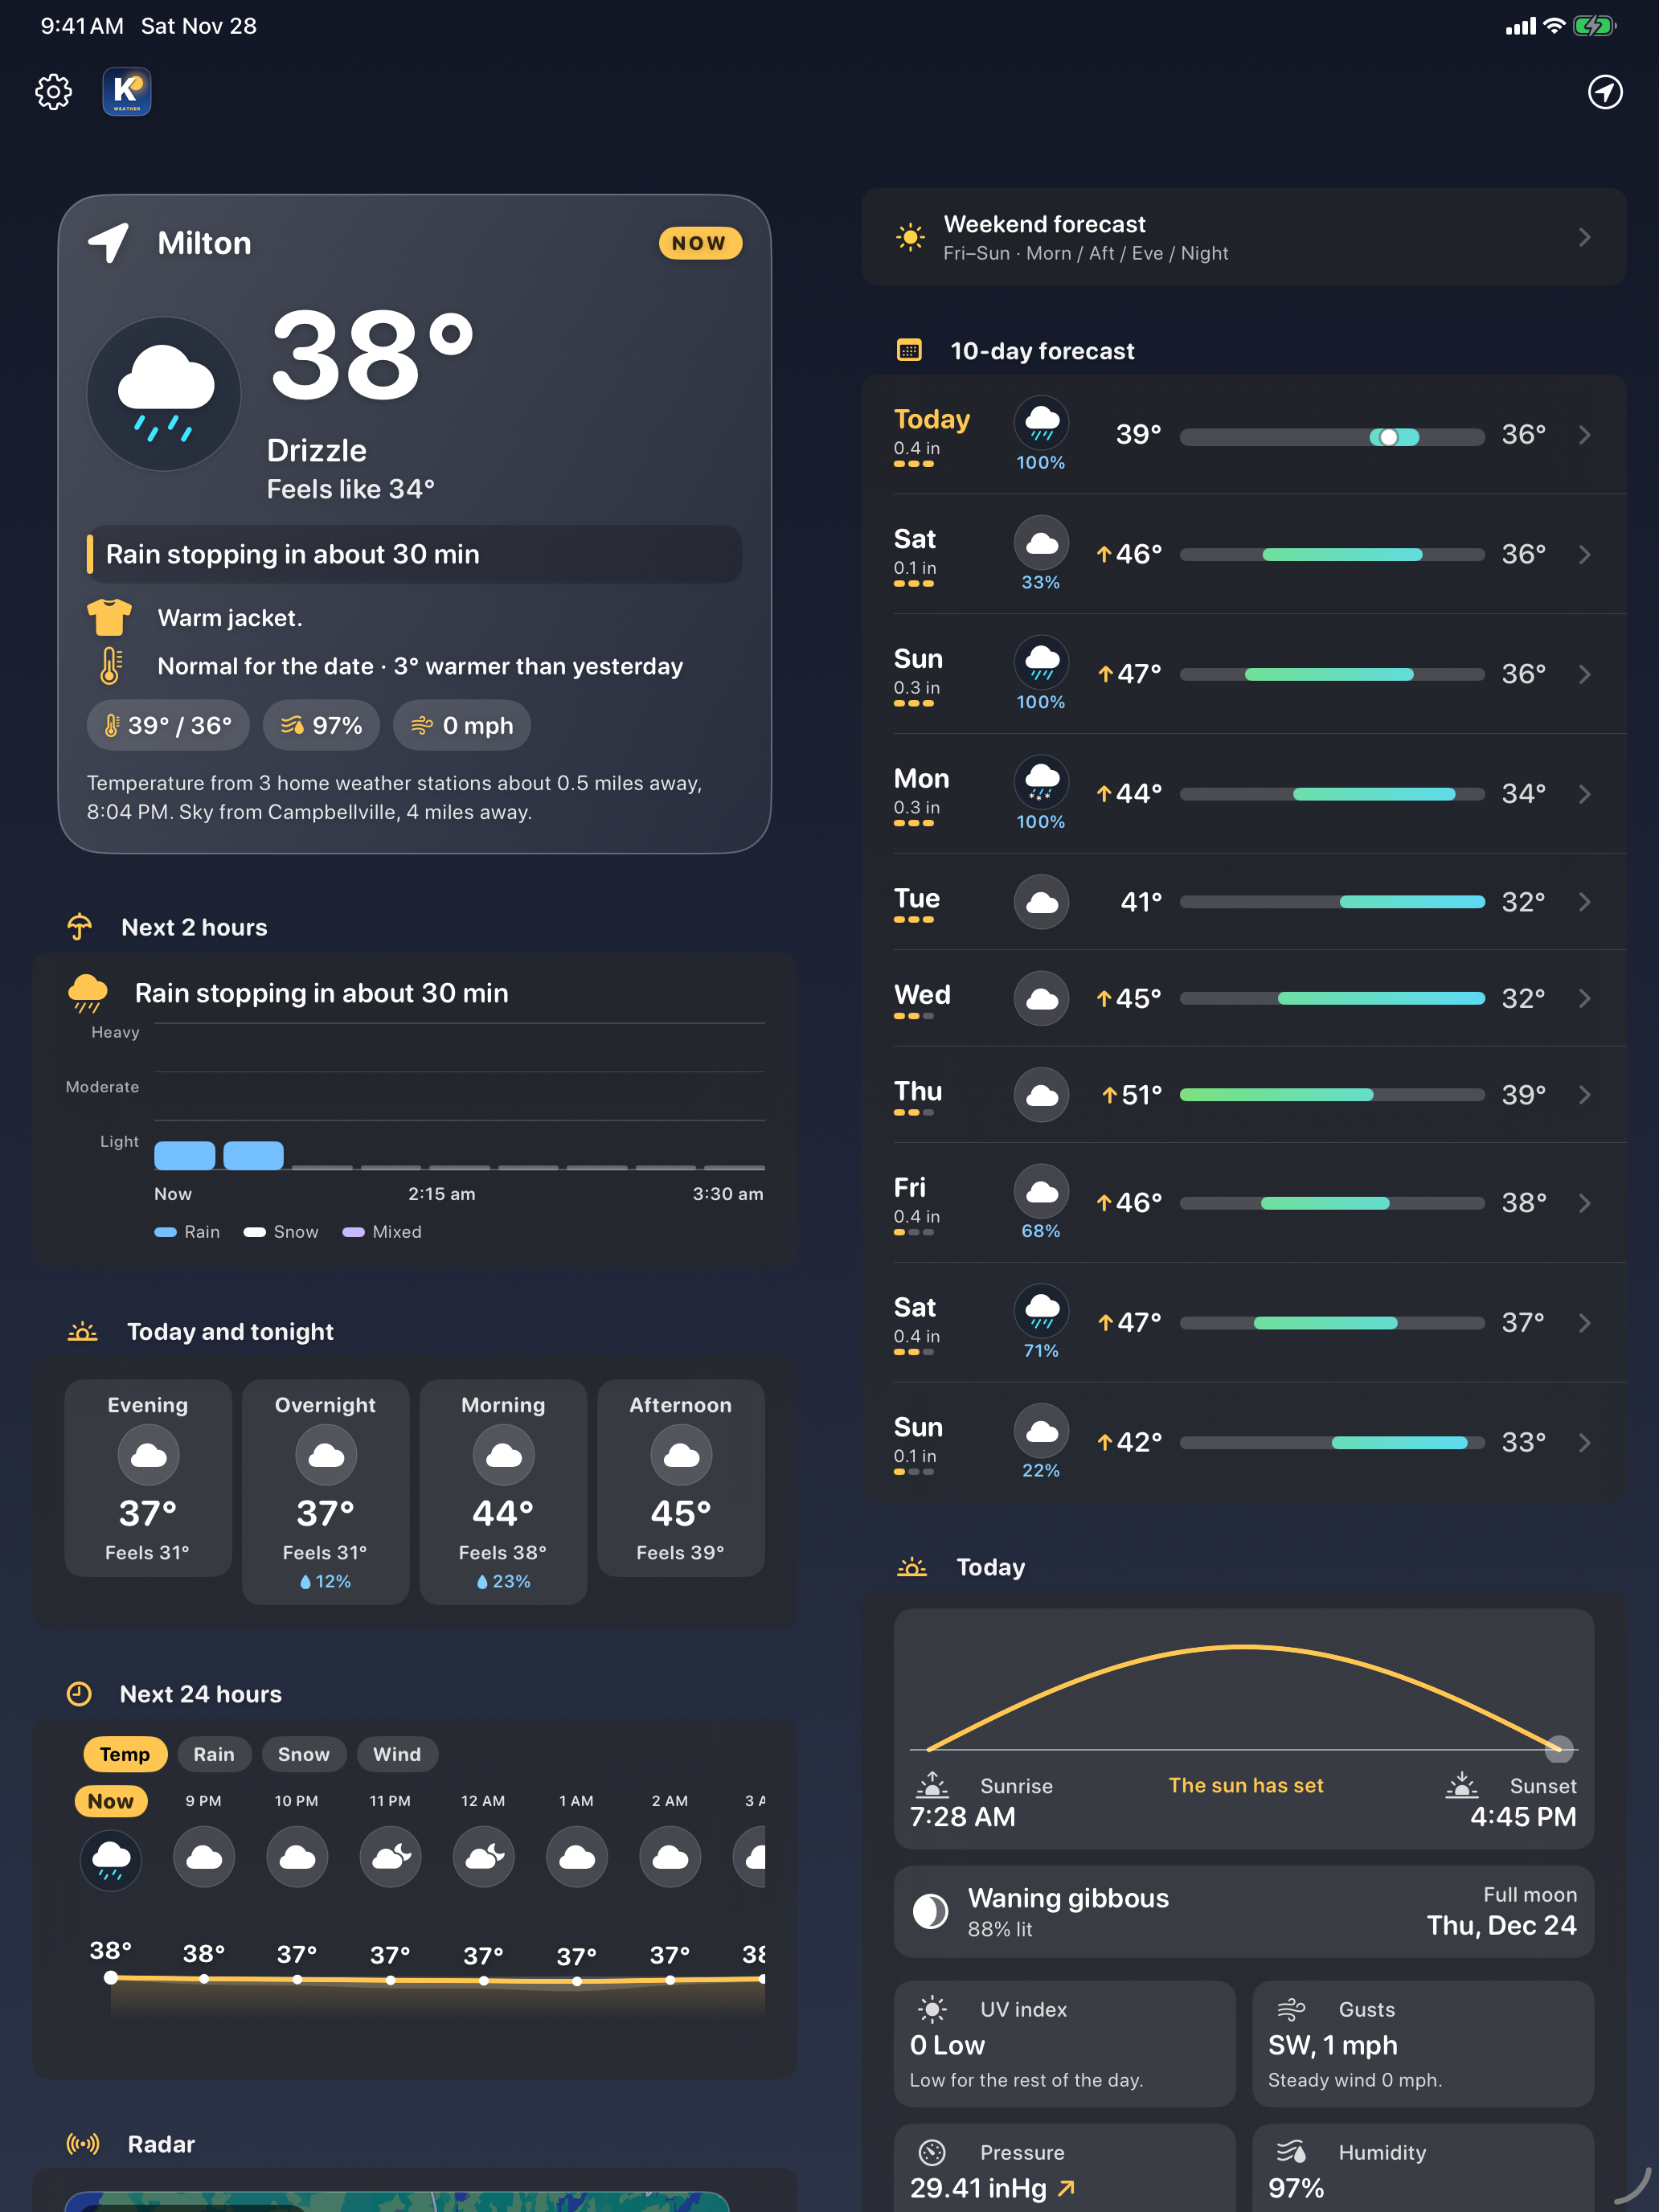 9:41 AM Sat Nov 28
K
WEATHER
Milton
NOW
38°
Drizzle
Feels like 34°
Rain stopping in about 30 min
Warm jacket.
Normal for the date · 3° warmer than yesterday
39° / 36°
97%
0 mph
Temperature from 3 home weather stations about 0.5 miles away,
8:04 PM. Sky from Campbellville, 4 miles away.
Next 2 hours
Rain stopping in about 30 min
Heavy
Moderate
Light
Now
2:15 am
3:30 am
Rain
Snow
Mixed
Today and tonight
Evening
37°
Feels 31°
Overnight
37°
Feels 31°
12%
Morning
44°
Feels 38°
23%
Afternoon
45°
Feels 39°
Next 24 hours
Temp
Rain
Snow
Wind
Now
9 PM
10 PM
11 PM
12 AM
1 AM
2 AM
3 A
38°
38°
37°
37°
37°
37°
37°
38
Radar
Weekend forecast
Fri–Sun · Morn / Aft / Eve / Night
10-day forecast
Today
0.4 in
100%
39°
36°
Sat
0.1 in
33%
46°
36°
Sun
0.3 in
100%
47°
36°
Mon
0.3 in
100%
44°
34°
Tue
41°
32°
Wed
45°
32°
Thu
51°
39°
Fri
0.4 in
68%
46°
38°
Sat
0.4 in
71%
47°
37°
Sun
0.1 in
22%
42°
33°
Today
Sunrise
7:28 AM
The sun has set
Sunset
4:45 PM
Waning gibbous
88% lit
Full moon
Thu, Dec 24
UV index
0 Low
Low for the rest of the day.
Gusts
SW, 1 mph
Steady wind 0 mph.
Pressure
29.41 inHg
Humidity
97%